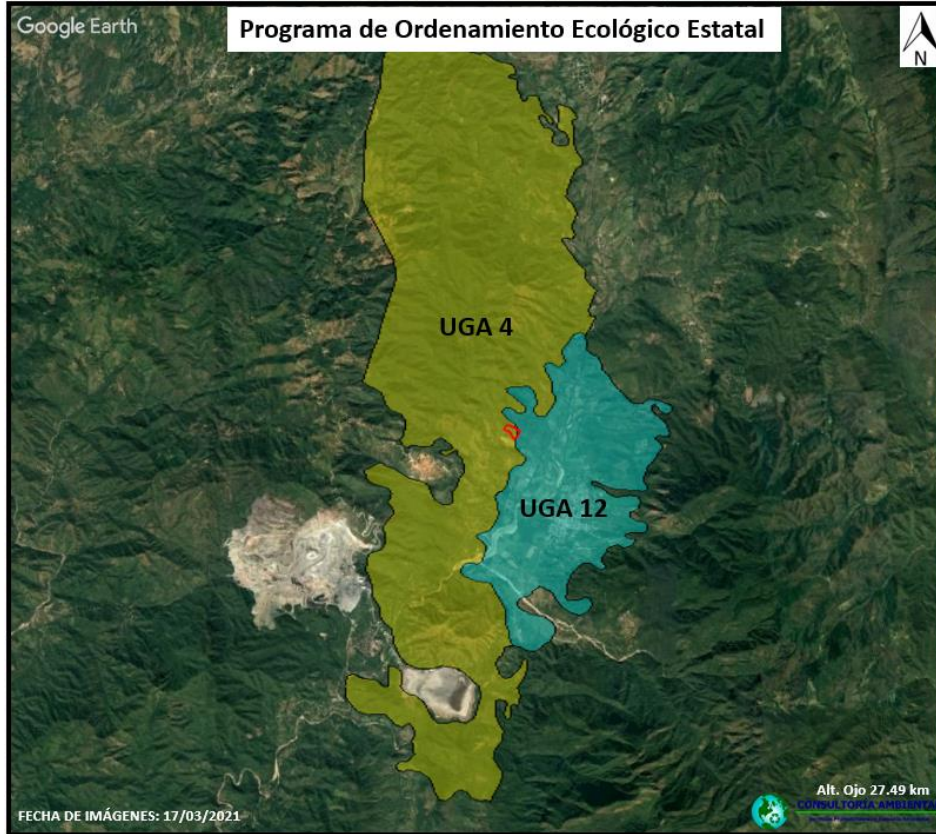 Google Earth
Programa de Ordenamiento Ecológico Estatal
N
UGA 4
UGA 12
Alt. Ojo 27.49 km
CONSULTORIA AMBIENTA
FECHA DE IMÁGENES: 17/03/2021